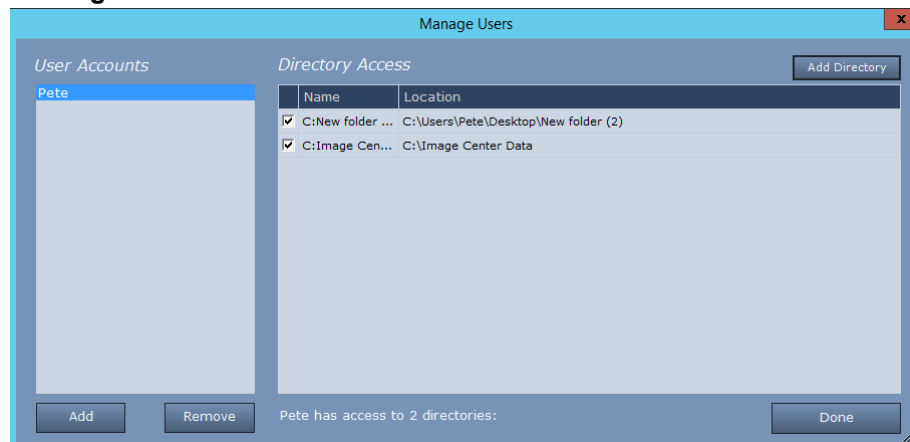 Manage Users
x
User Accounts
Directory Access
Add Directory
Pete
Name Location
C:New folder ... C:\Users\Pete\Desktop\New folder (2)
C:Image Cen... C:\Image Center Data
Add
Remove
Pete has access to 2 directories:
Done